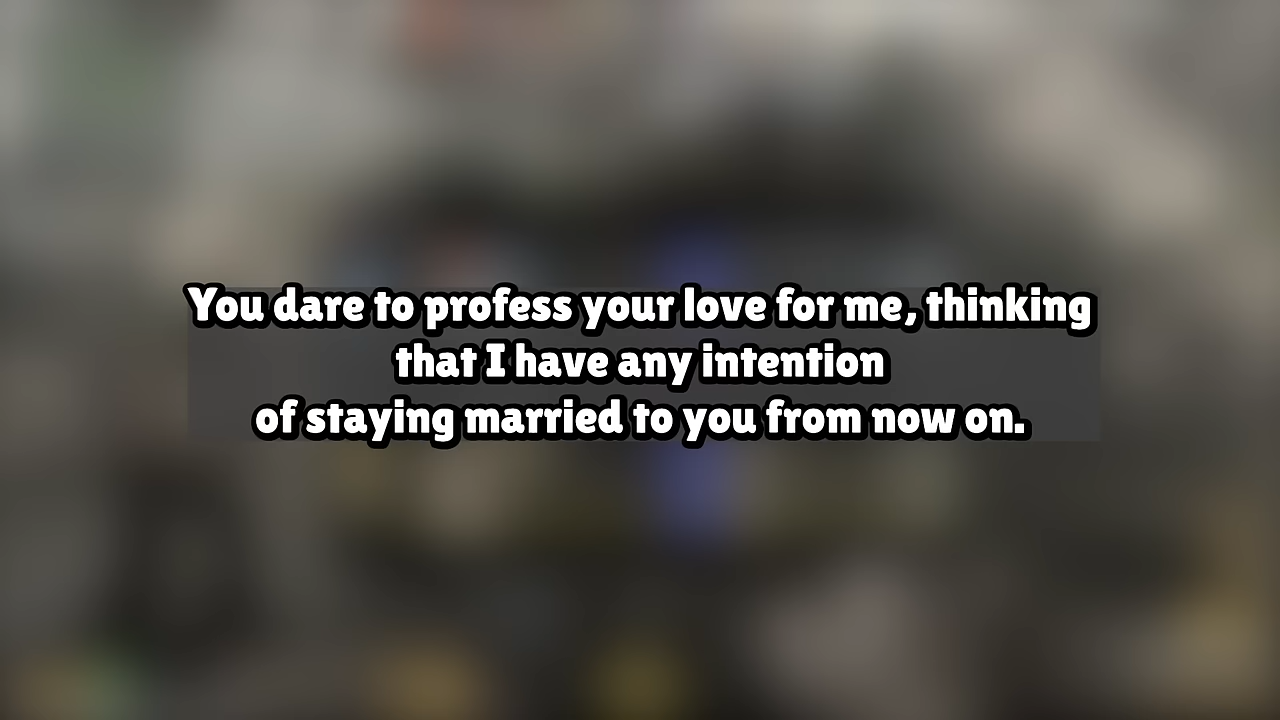 You dare to profess your love for me, thinking
that I have any intention
of staying married to you from now on.